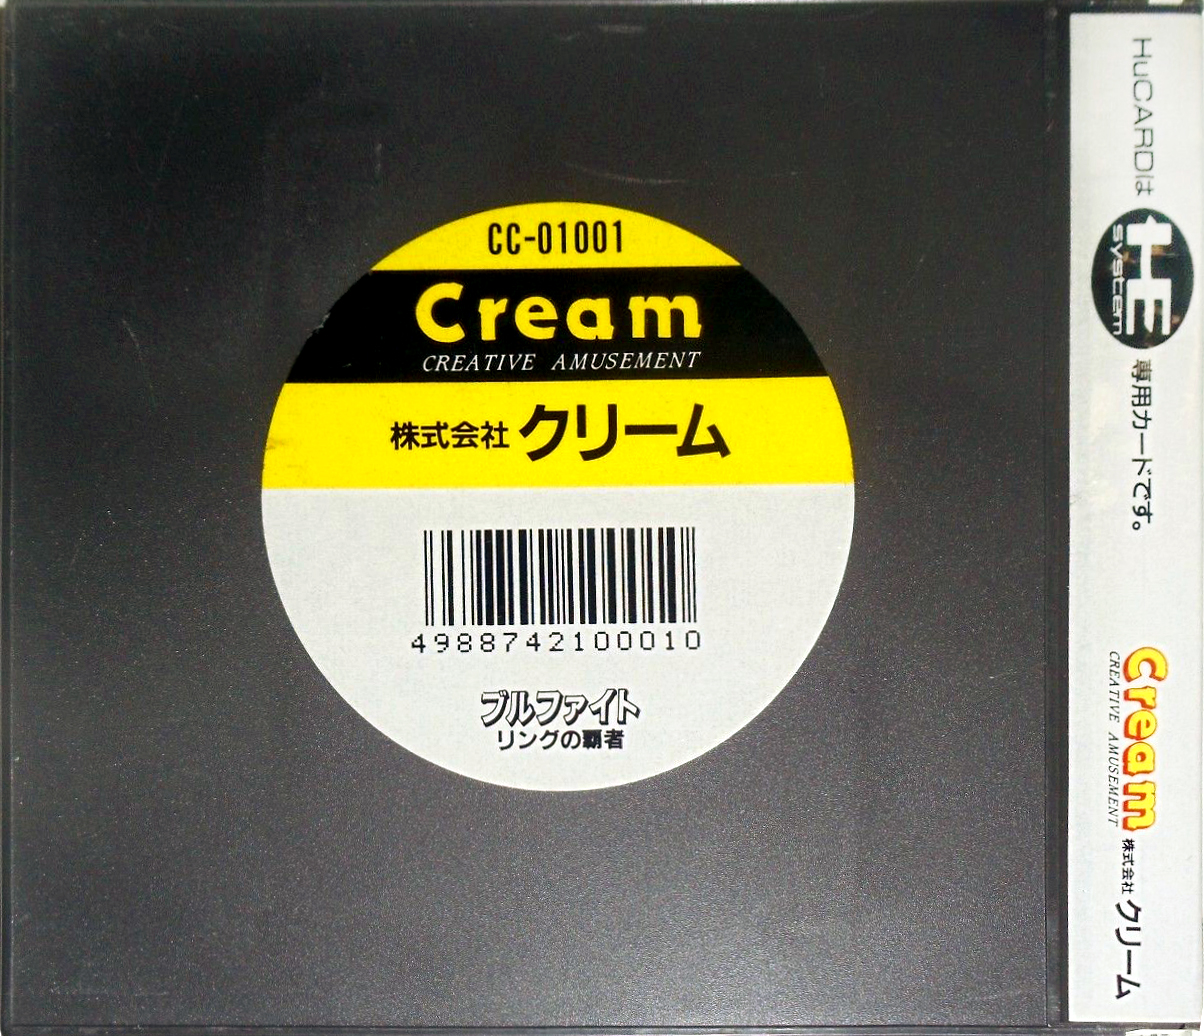 CC-01001
Cream
CREATIVE AMUSEMENT
株式会社 クリーム
4988742100010
ブルファイト
リングの覇者
HuCARDは HE system 専用カードです。
Cream
CREATIVE AMUSEMENT
株式会社 クリーム